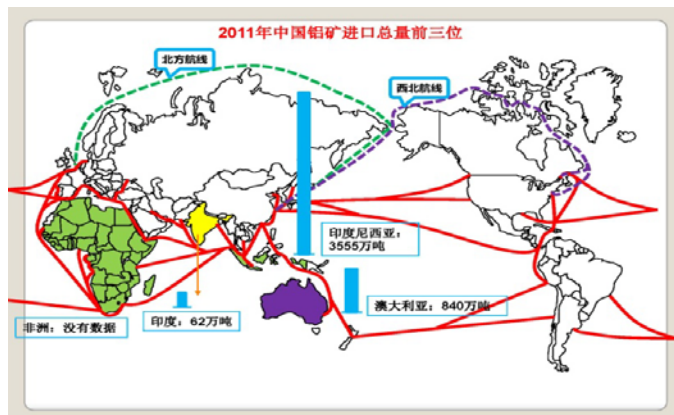 2011年中国铝矿进口总量前三位
北方航线
西北航线
印度尼西亚：
3555万吨
澳大利亚：840万吨
印度：62万吨
非洲：没有数据